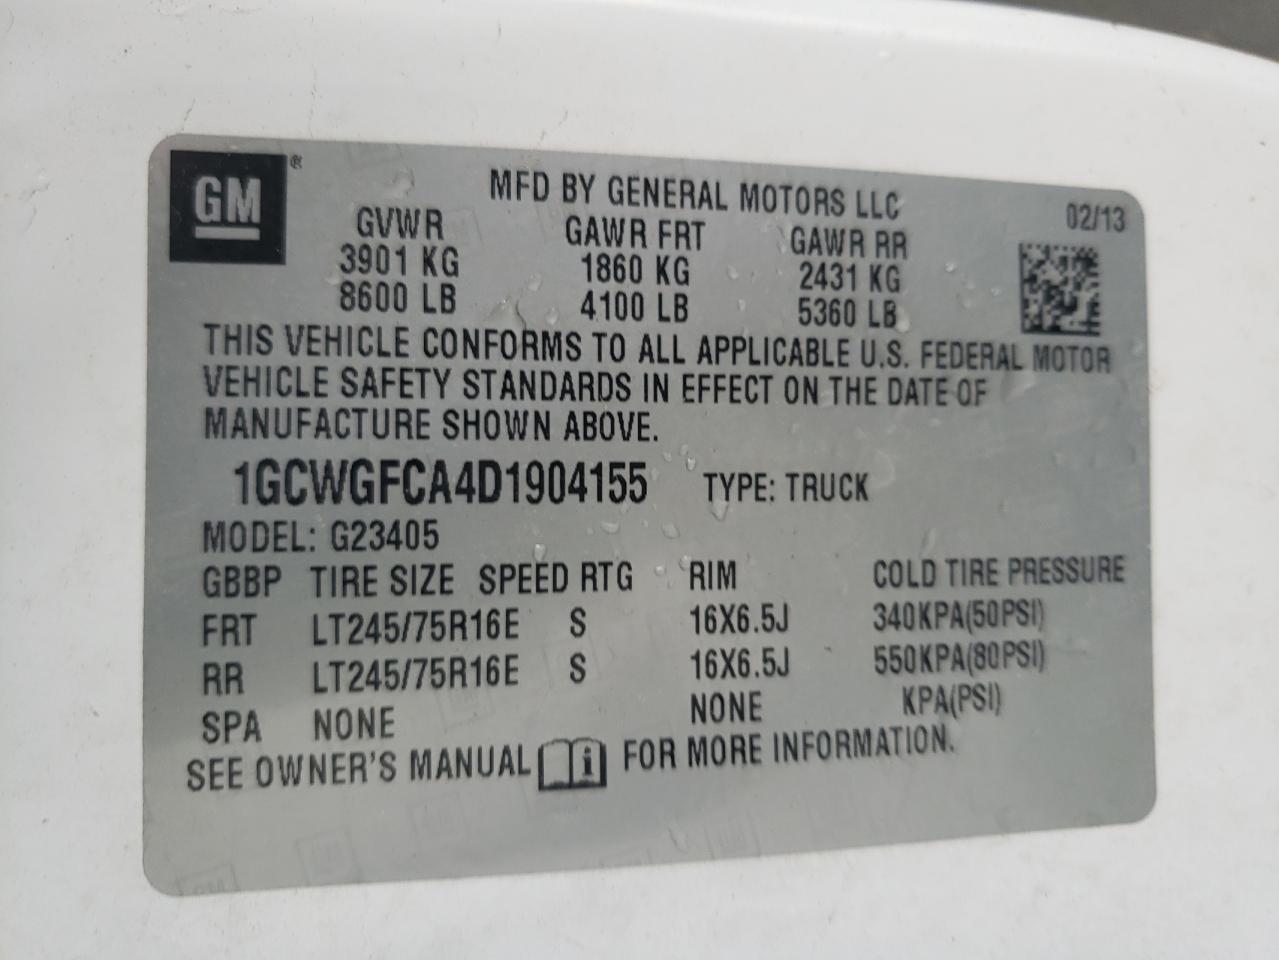 GM ®
MFD BY GENERAL MOTORS LLC
02/13
GVWR GAWR FRT GAWR RR
3901 KG 1860 KG 2431 KG
8600 LB 4100 LB 5360 LB
THIS VEHICLE CONFORMS TO ALL APPLICABLE U.S. FEDERAL MOTOR
VEHICLE SAFETY STANDARDS IN EFFECT ON THE DATE OF
MANUFACTURE SHOWN ABOVE.
1GCWGFCA4D1904155 TYPE: TRUCK
MODEL: G23405
GBBP TIRE SIZE SPEED RTG RIM COLD TIRE PRESSURE
FRT LT245/75R16E S 16X6.5J 340KPA(50PSI)
RR LT245/75R16E S 16X6.5J 550KPA(80PSI)
SPA NONE NONE KPA(PSI)
SEE OWNER'S MANUAL i FOR MORE INFORMATION.